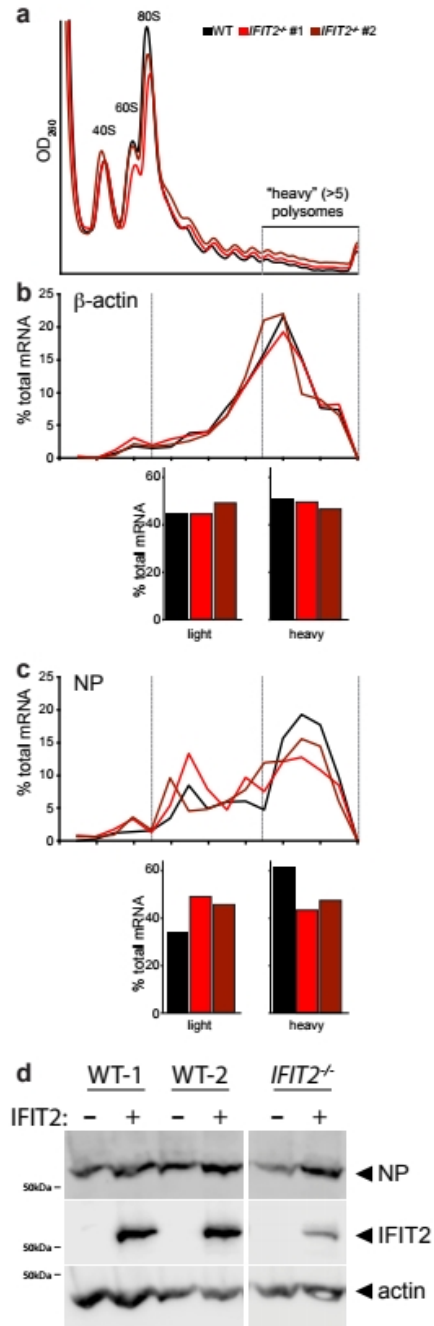 a
WT IFIT2-/- #1 IFIT2-/- #2
80S
60S
40S
OD260
"heavy" (>5)
polysomes
b
β-actin
% total mRNA
25
20
15
10
5
0
% total mRNA
60
40
20
0
light
heavy
c
NP
% total mRNA
25
20
15
10
5
0
% total mRNA
60
40
20
0
light
heavy
d
WT-1 WT-2 IFIT2-/-
IFIT2: – + – + – +
50kDa
NP
50kDa
IFIT2
50kDa
actin